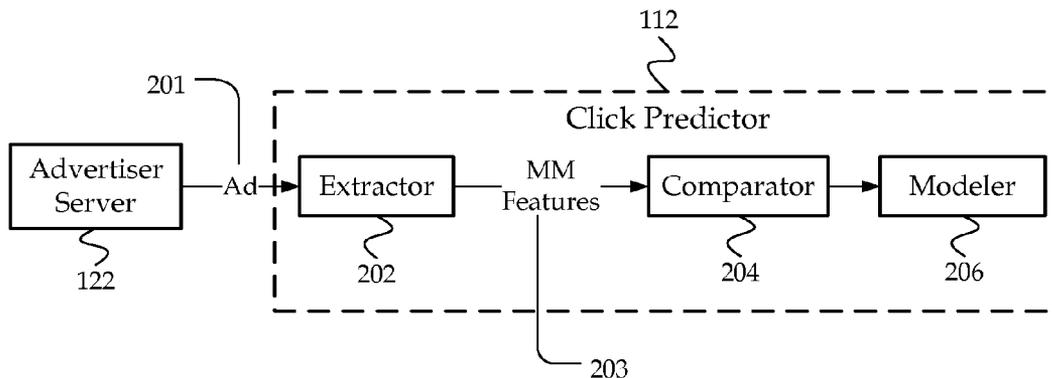 112
201
Click Predictor
Advertiser
Server
Ad
Extractor
MM
Features
Comparator
Modeler
122
202
204
206
203